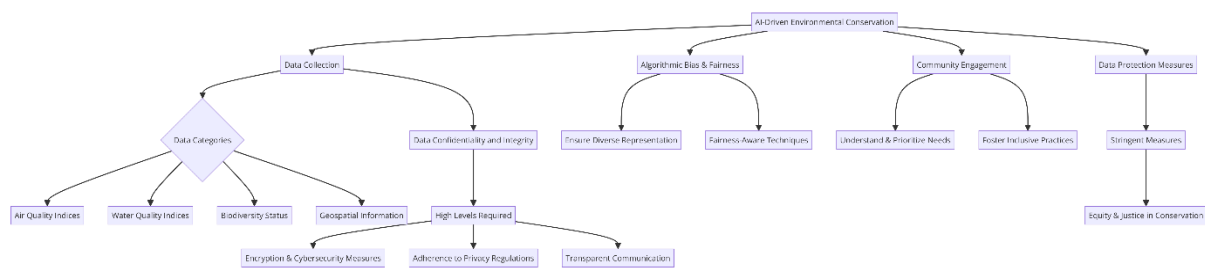 AI-Driven Environmental Conservation
Data Collection
Algorithmic Bias & Fairness
Community Engagement
Data Protection Measures
Data Categories
Data Confidentiality and Integrity
Ensure Diverse Representation
Fairness-Aware Techniques
Understand & Prioritize Needs
Foster Inclusive Practices
Stringent Measures
Air Quality Indices
Water Quality Indices
Biodiversity Status
Geospatial Information
High Levels Required
Equity & Justice in Conservation
Encryption & Cybersecurity Measures
Adherence to Privacy Regulations
Transparent Communication